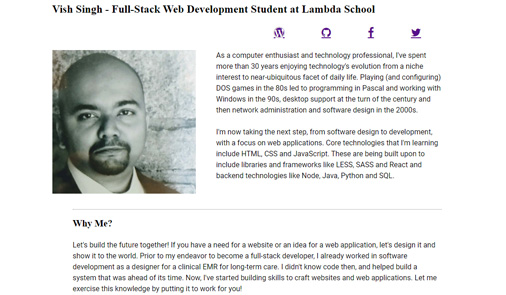 Vish Singh - Full-Stack Web Development Student at Lambda School
As a computer enthusiast and technology professional, I've spent
more than 30 years enjoying technology's evolution from a niche
interest to near-ubiquitous facet of daily life. Playing (and configuring)
DOS games in the 80s led to programming in Pascal and working with
Windows in the 90s, desktop support at the turn of the century and
then network administration and software design in the 2000s.
I'm now taking the next step, from software design to development,
with a focus on web applications. Core technologies that I'm learning
include HTML, CSS and JavaScript. These are being built upon to
include libraries and frameworks like LESS, SASS and React and
backend technologies like Node, Java, Python and SQL.
Why Me?
Let's build the future together! If you have a need for a website or an idea for a web application, let's design it and
show it to the world. Prior to my endeavor to become a full-stack developer, I already worked in software
development as a designer for a clinical EMR for long-term care. I didn't know code then, and helped build a
system that was ahead of its time. Now, I've started building skills to craft websites and web applications. Let me
exercise this knowledge by putting it to work for you!